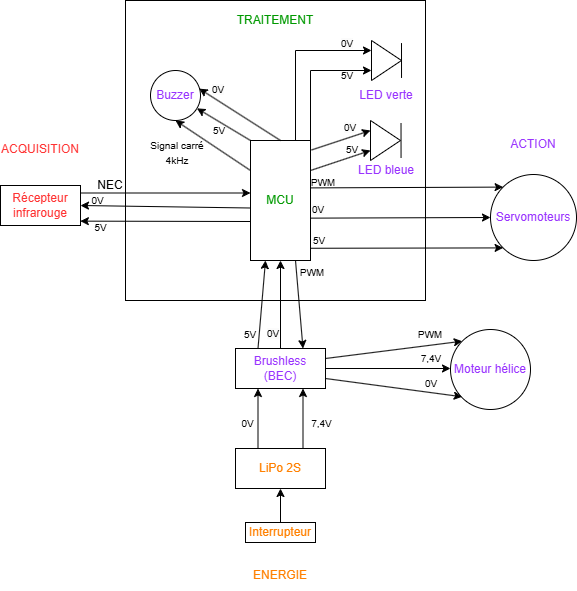 TRAITEMENT
0V
5V
LED verte
Buzzer
0V
5V
Signal carré
4kHz
0V
5V
LED bleue
ACQUISITION
ACTION
NEC
MCU
PWM
Récepteur
infrarouge
0V
5V
0V
5V
Servomoteurs
5V
0V
PWM
Brushless
(BEC)
PWM
7,4V
0V
Moteur hélice
0V
7,4V
LiPo 2S
Interrupteur
ENERGIE